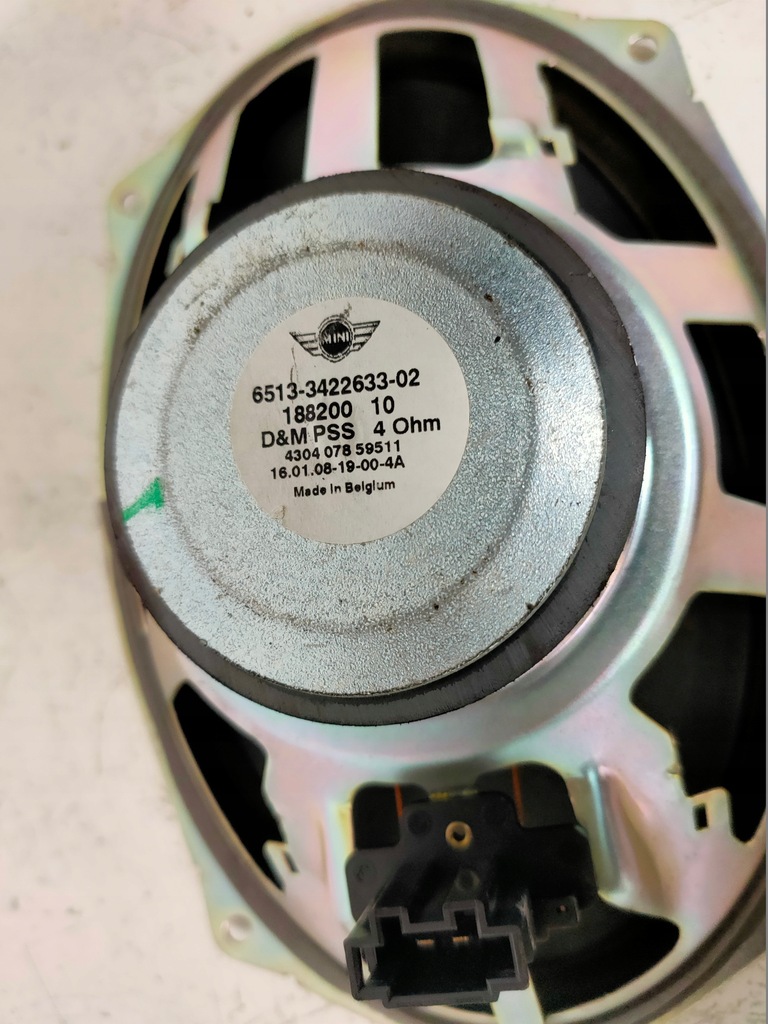 MINI
6513-3422633-02
188200 10
D&M PSS 4 Ohm
4304 078 59511
16.01.08-19-00-4A
Made in Belgium